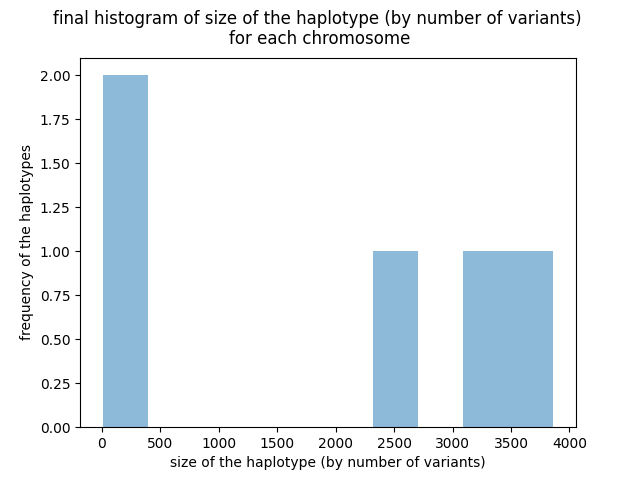 final histogram of size of the haplotype (by number of variants)
for each chromosome
frequency of the haplotypes
2.00
1.75
1.50
1.25
1.00
0.75
0.50
0.25
0.00
0 500 1000 1500 2000 2500 3000 3500 4000
size of the haplotype (by number of variants)